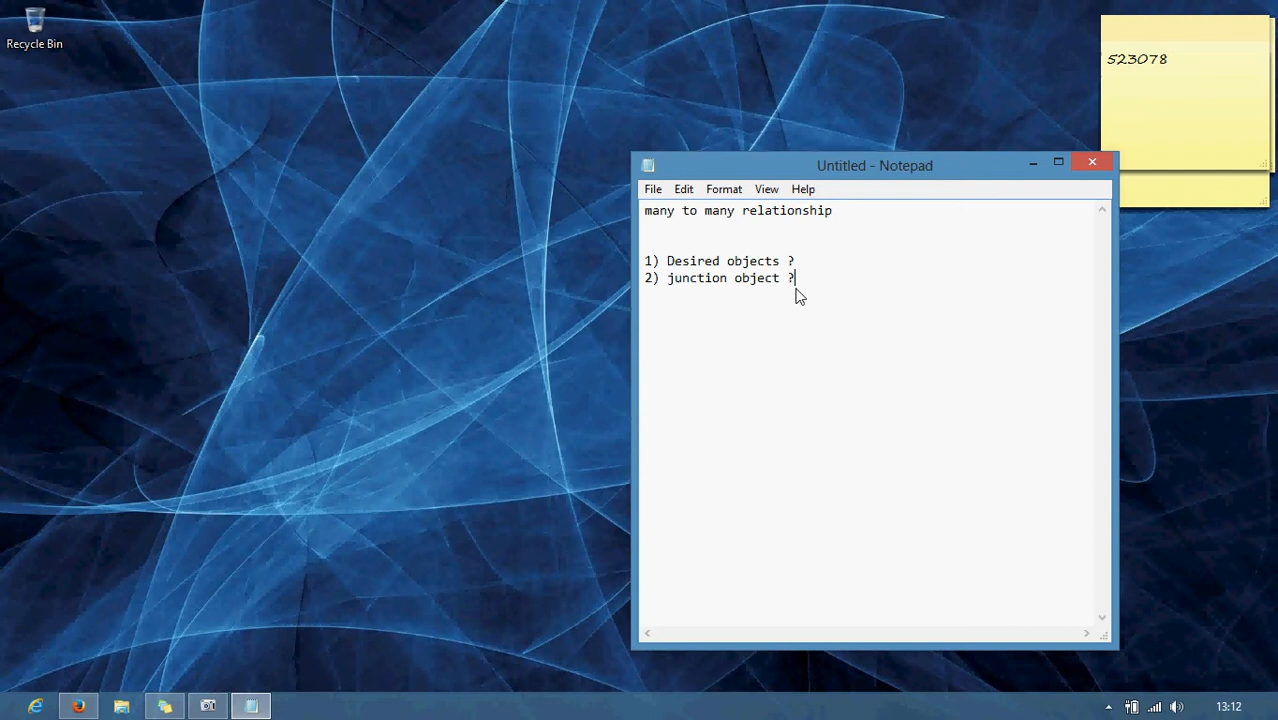 Recycle Bin
523078
Untitled - Notepad
File Edit Format View Help
many to many relationship
1) Desired objects ?
2) junction object ?
13:12